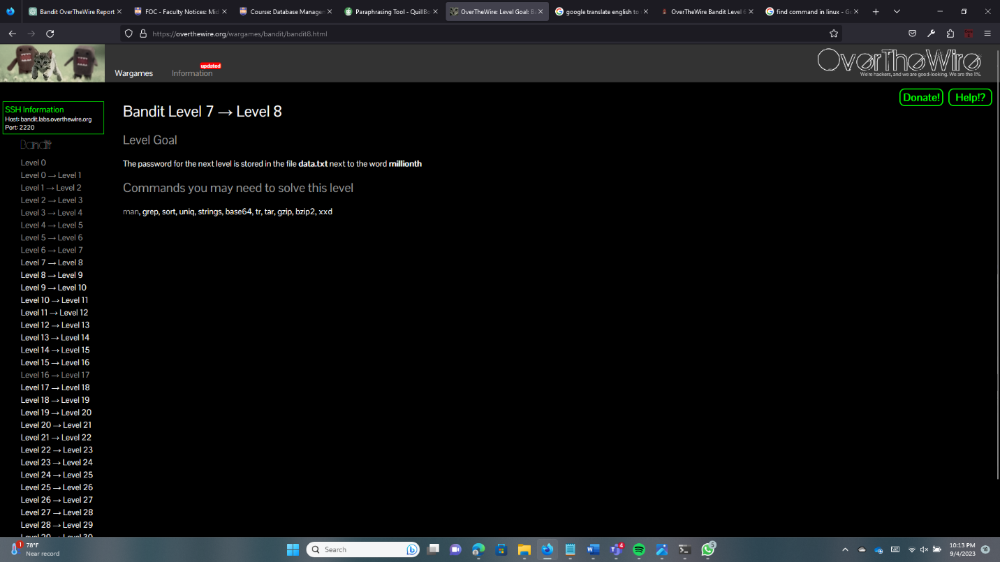 Bandit OverTheWire Report
FOC - Faculty Notices: Mid
Course: Database Managem
Paraphrasing Tool - QuillBo
OverTheWire: Level Goal: Ba
google translate english to
OverTheWire Bandit Level 6
find command in linux - Go
https://overthewire.org/wargames/bandit/bandit8.html
Wargames
Information
updated
OverTheWire
We're hackers, and we are good-looking. We are the 1%.
Donate!
Help!?
SSH Information
Host: bandit.labs.overthewire.org
Port: 2220
Bandit
Level 0
Level 0 → Level 1
Level 1 → Level 2
Level 2 → Level 3
Level 3 → Level 4
Level 4 → Level 5
Level 5 → Level 6
Level 6 → Level 7
Level 7 → Level 8
Level 8 → Level 9
Level 9 → Level 10
Level 10 → Level 11
Level 11 → Level 12
Level 12 → Level 13
Level 13 → Level 14
Level 14 → Level 15
Level 15 → Level 16
Level 16 → Level 17
Level 17 → Level 18
Level 18 → Level 19
Level 19 → Level 20
Level 20 → Level 21
Level 21 → Level 22
Level 22 → Level 23
Level 23 → Level 24
Level 24 → Level 25
Level 25 → Level 26
Level 26 → Level 27
Level 27 → Level 28
Level 28 → Level 29
Level 29 → Level 30
Bandit Level 7 → Level 8
Level Goal
The password for the next level is stored in the file data.txt next to the word millionth
Commands you may need to solve this level
man, grep, sort, uniq, strings, base64, tr, tar, gzip, bzip2, xxd
1
78°F
Near record
Search
4
5
10:13 PM
9/4/2023
18